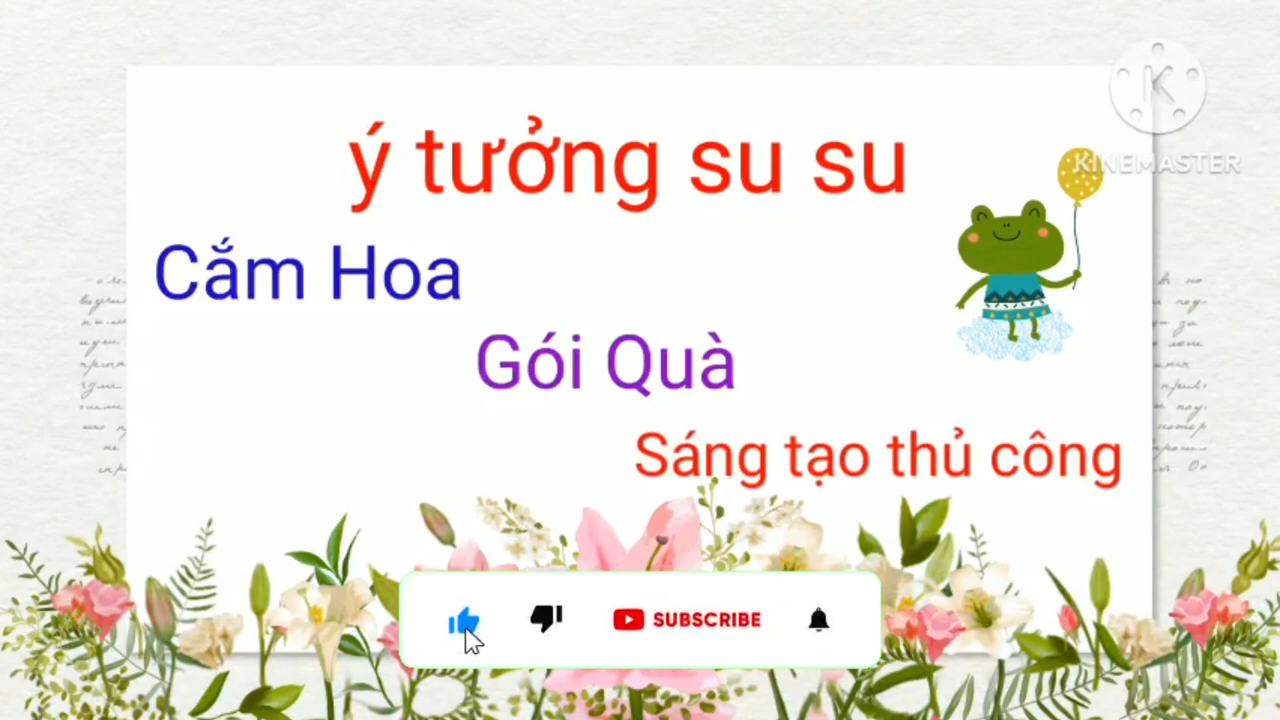 ý tưởng su su
KINEMASTER
Cắm Hoa
Gói Quà
Sáng tạo thủ công
SUBSCRIBE